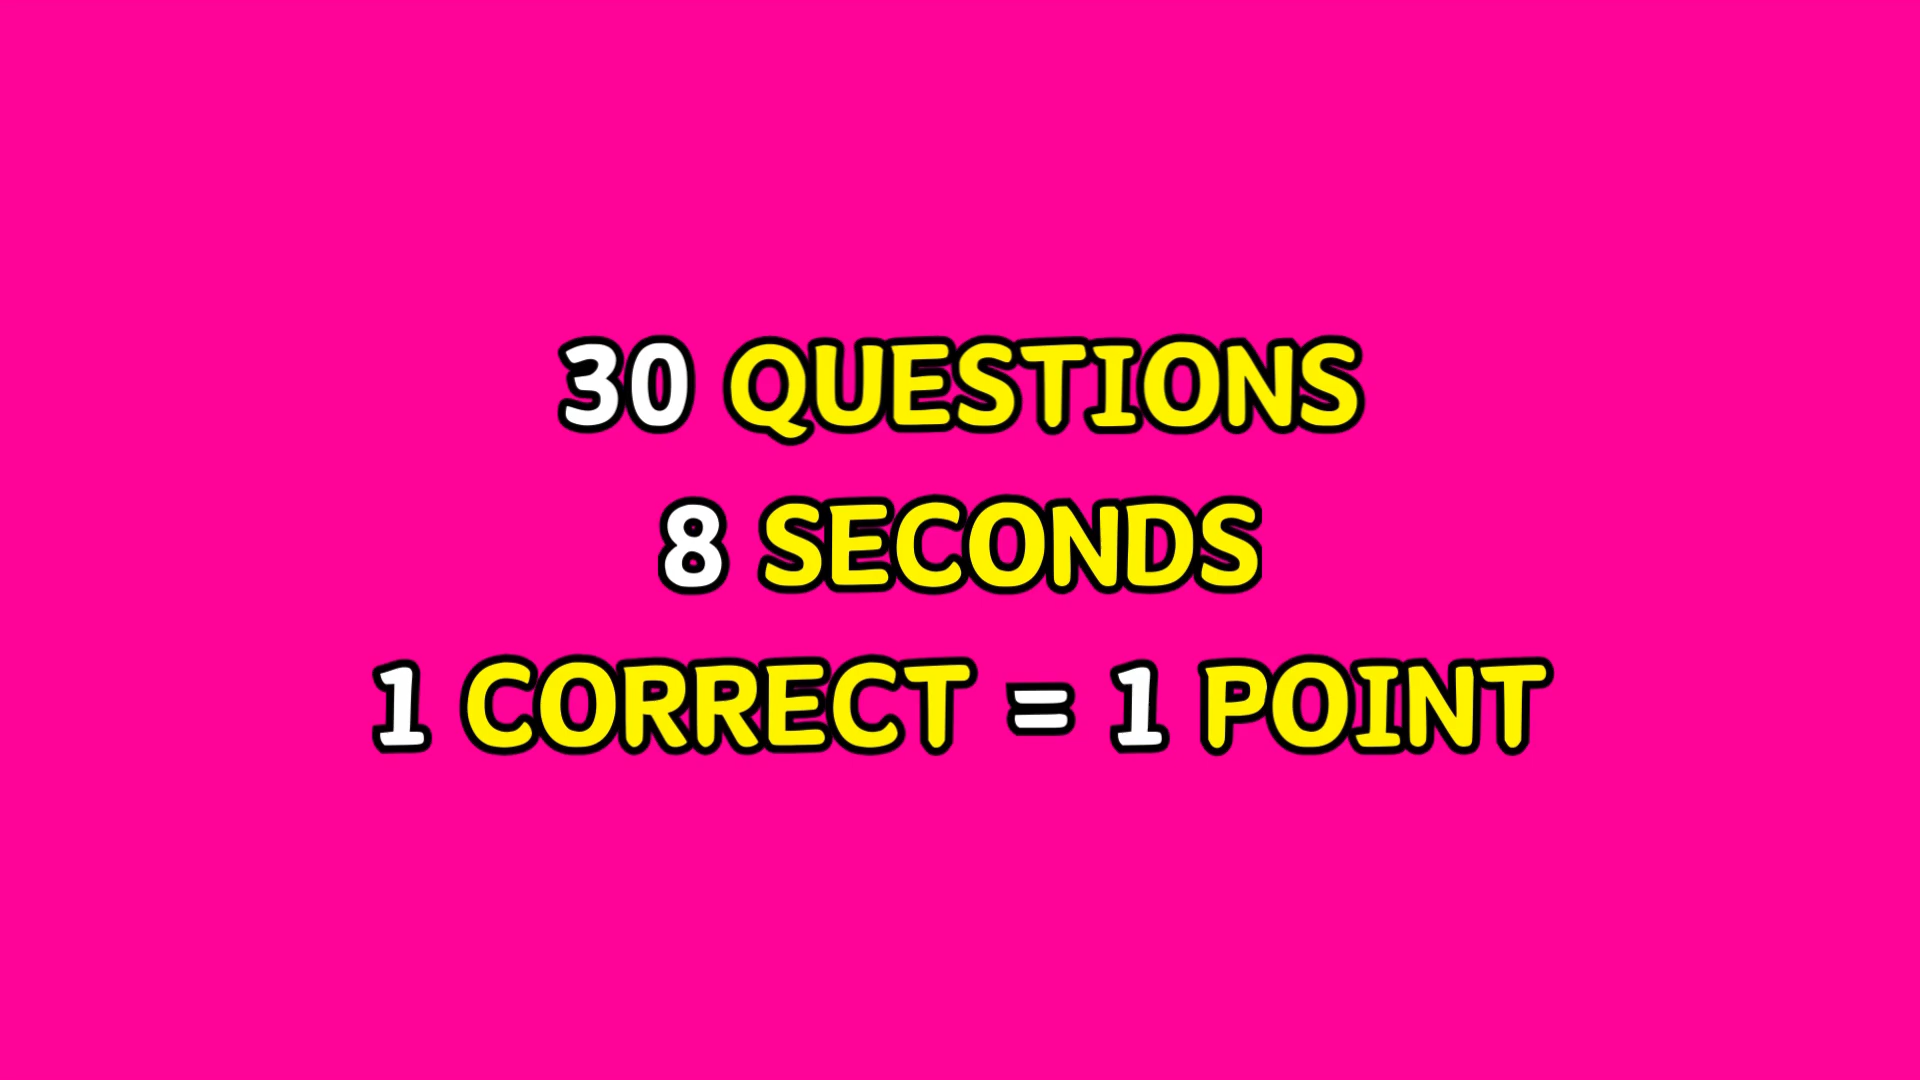 30 QUESTIONS
8 SECONDS
1 CORRECT = 1 POINT